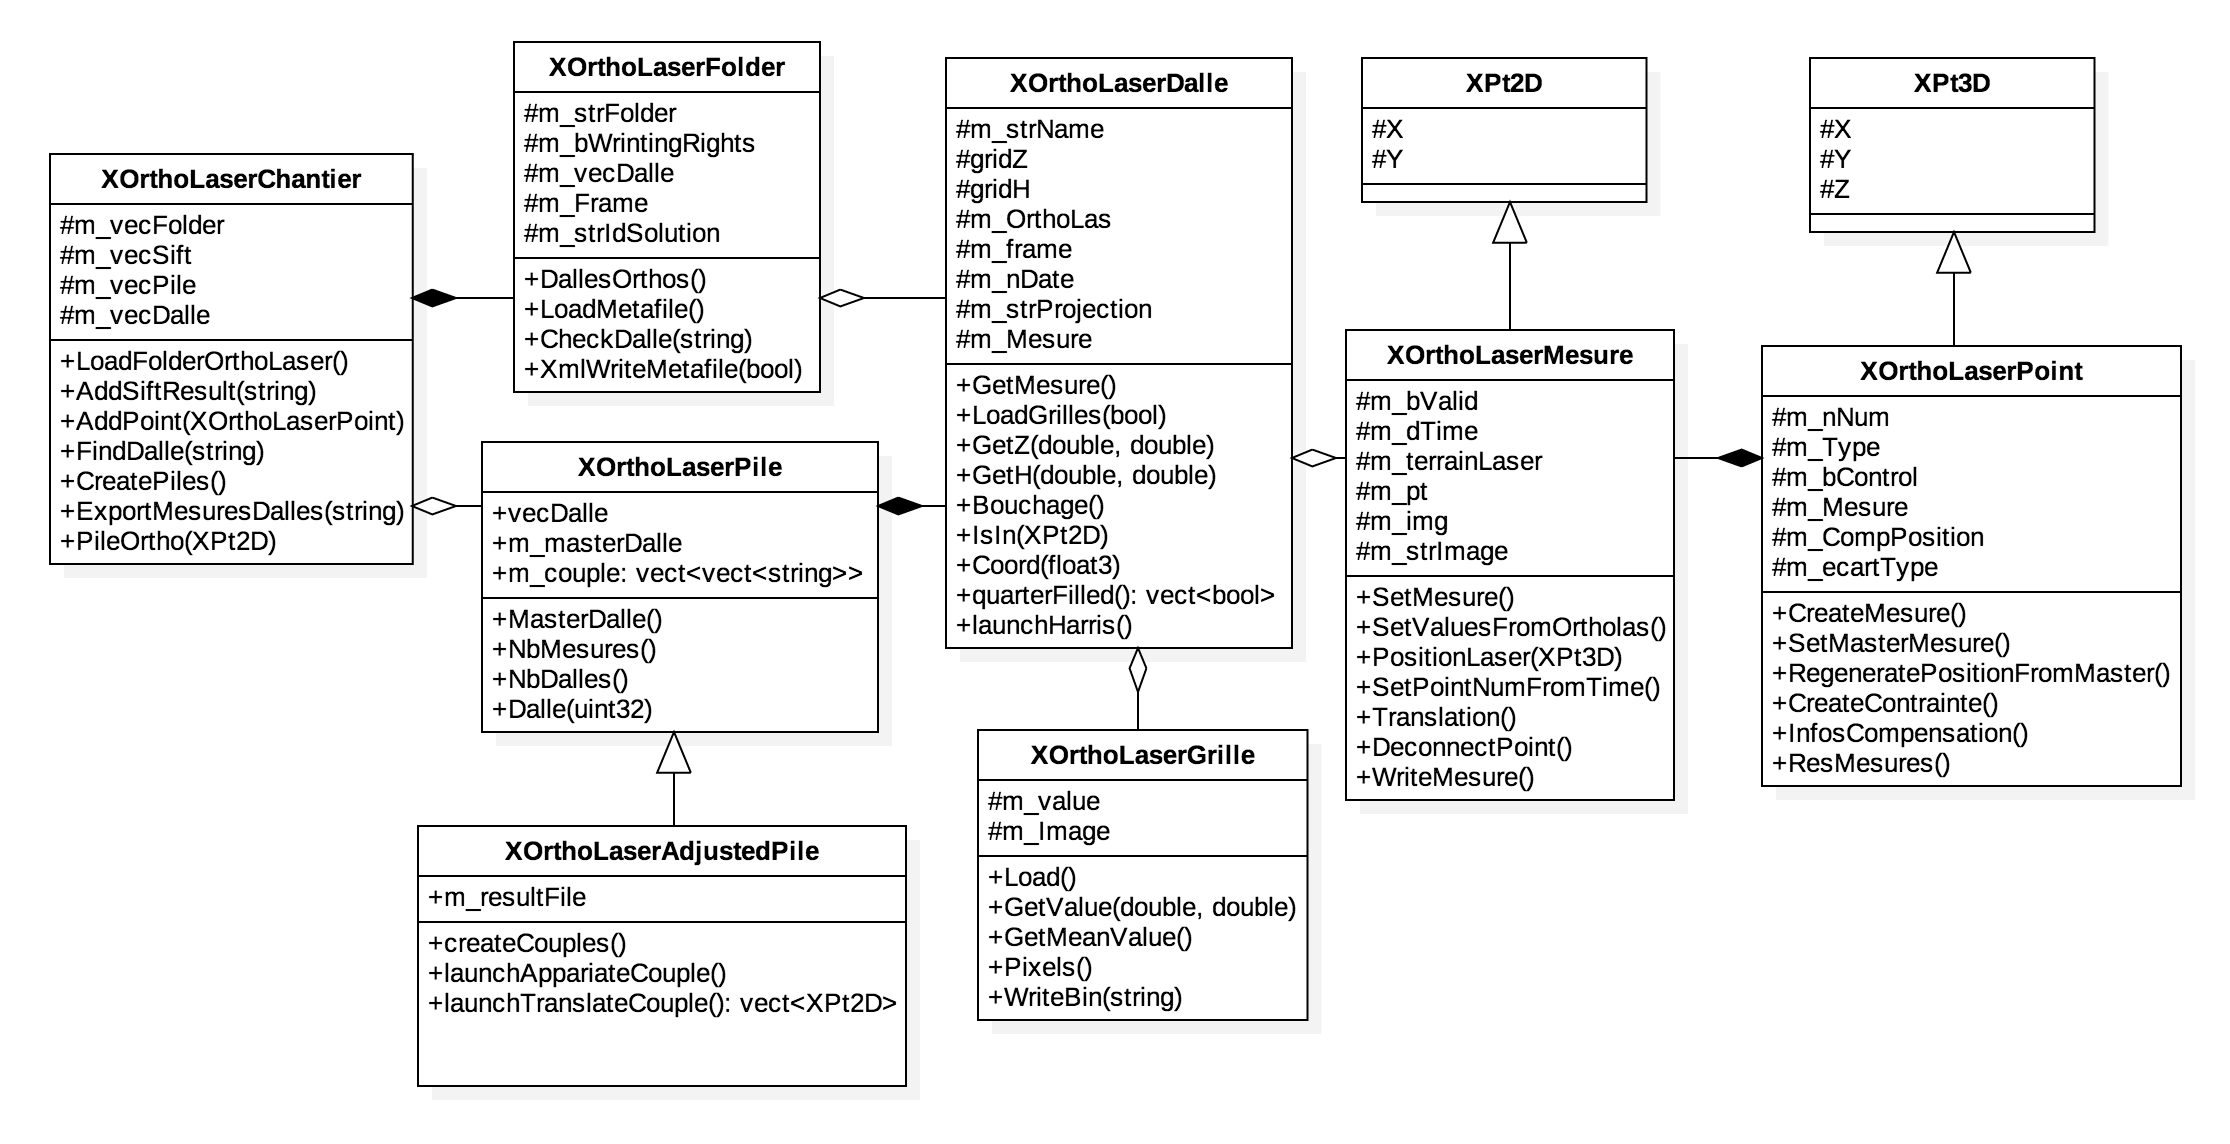 XOrthoLaserChantier
#m_vecFolder
#m_vecSift
#m_vecPile
#m_vecDalle
+LoadFolderOrthoLaser()
+AddSiftResult(string)
+AddPoint(XOrthoLaserPoint)
+FindDalle(string)
+CreatePiles()
+ExportMesuresDalles(string)
+PileOrtho(XPt2D)
XOrthoLaserFolder
#m_strFolder
#m_bWrintingRights
#m_vecDalle
#m_Frame
#m_strIdSolution
+DallesOrthos()
+LoadMetafile()
+CheckDalle(string)
+XmlWriteMetafile(bool)
XOrthoLaserPile
+vecDalle
+m_masterDalle
+m_couple: vect<vect<string>>
+MasterDalle()
+NbMesures()
+NbDalles()
+Dalle(uint32)
XOrthoLaserAdjustedPile
+m_resultFile
+createCouples()
+launchAppariateCouple()
+launchTranslateCouple(): vect<XPt2D>
XOrthoLaserDalle
#m_strName
#gridZ
#gridH
#m_OrthoLas
#m_frame
#m_nDate
#m_strProjection
#m_Mesure
+GetMesure()
+LoadGrilles(bool)
+GetZ(double, double)
+GetH(double, double)
+Bouchage()
+IsIn(XPt2D)
+Coord(float3)
+quarterFilled(): vect<bool>
+launchHarris()
XOrthoLaserGrille
#m_value
#m_Image
+Load()
+GetValue(double, double)
+GetMeanValue()
+Pixels()
+WriteBin(string)
XPt2D
#X
#Y
XOrthoLaserMesure
#m_bValid
#m_dTime
#m_terrainLaser
#m_pt
#m_img
#m_strImage
+SetMesure()
+SetValuesFromOrtholas()
+PositionLaser(XPt3D)
+SetPointNumFromTime()
+Translation()
+DeconnectPoint()
+WriteMesure()
XPt3D
#X
#Y
#Z
XOrthoLaserPoint
#m_nNum
#m_Type
#m_bControl
#m_Mesure
#m_CompPosition
#m_ecartType
+CreateMesure()
+SetMasterMesure()
+RegeneratePositionFromMaster()
+CreateContrainte()
+InfosCompensation()
+ResMesures()